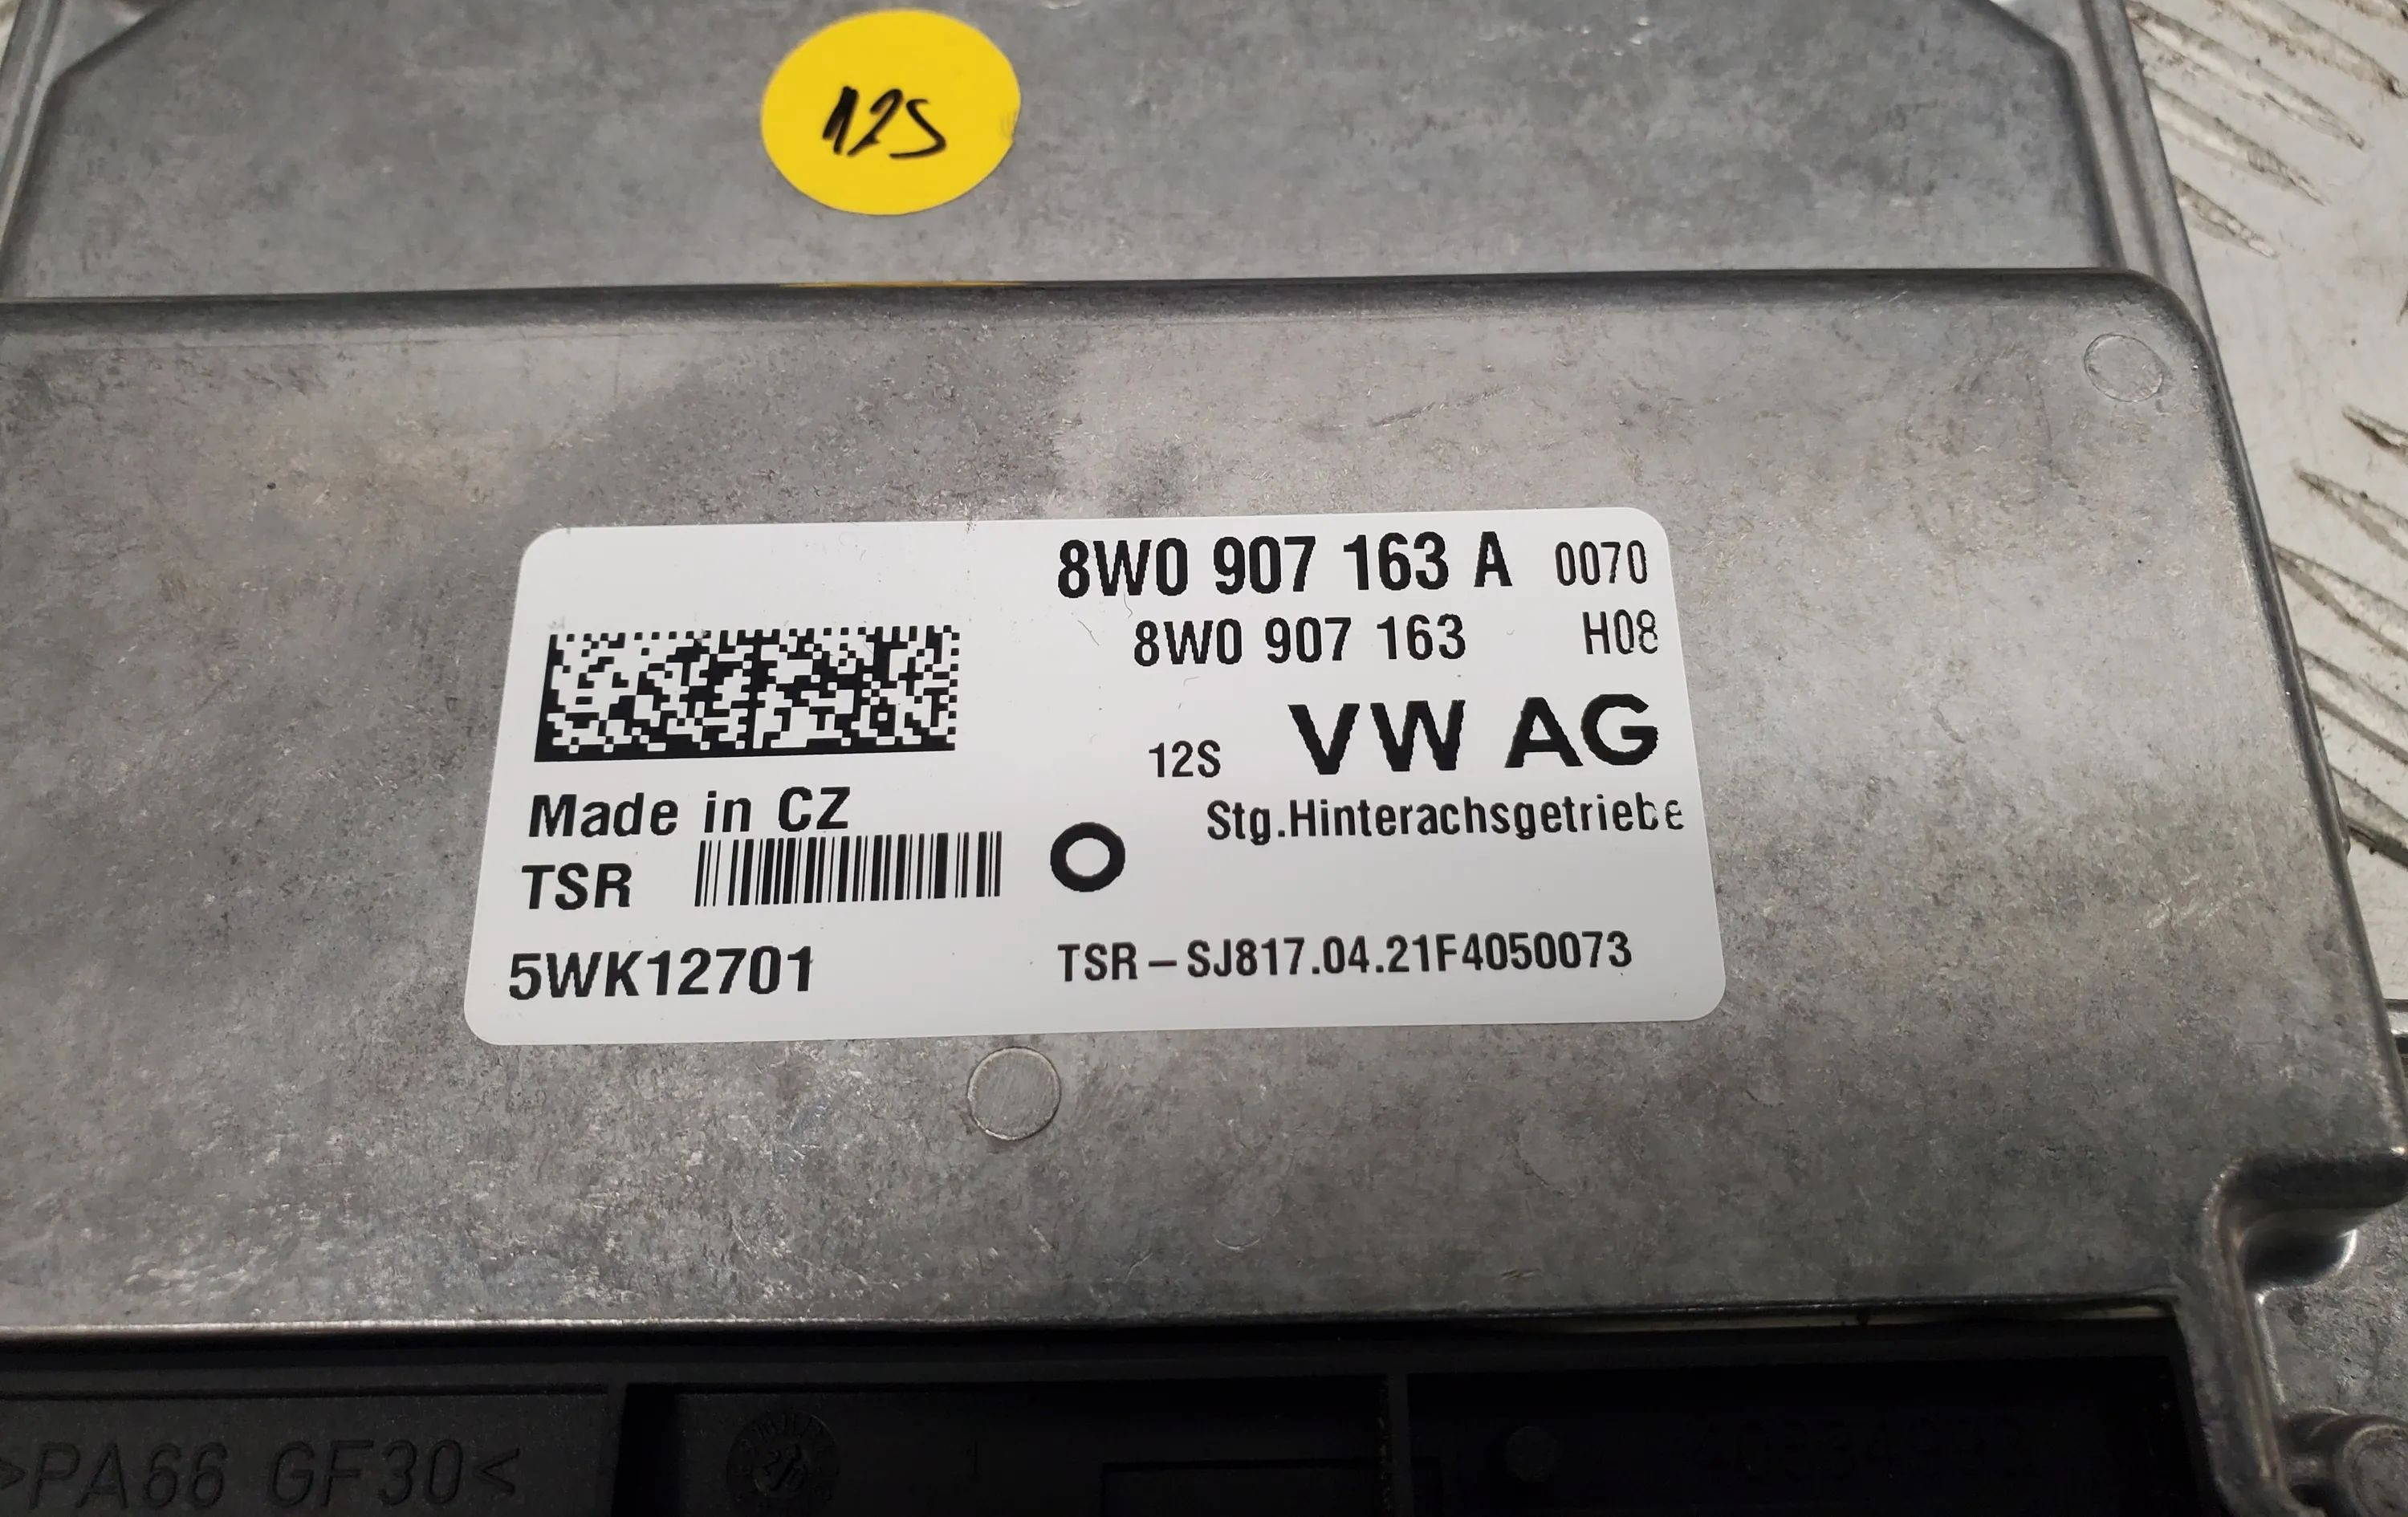 12S
8W0 907 163 A 0070
8W0 907 163 H08
12S VW AG
Made in CZ
Stg.Hinterachsgetriebe
TSR
5WK12701
TSR-SJ817.04.21F4050073
>PA66 GF30<